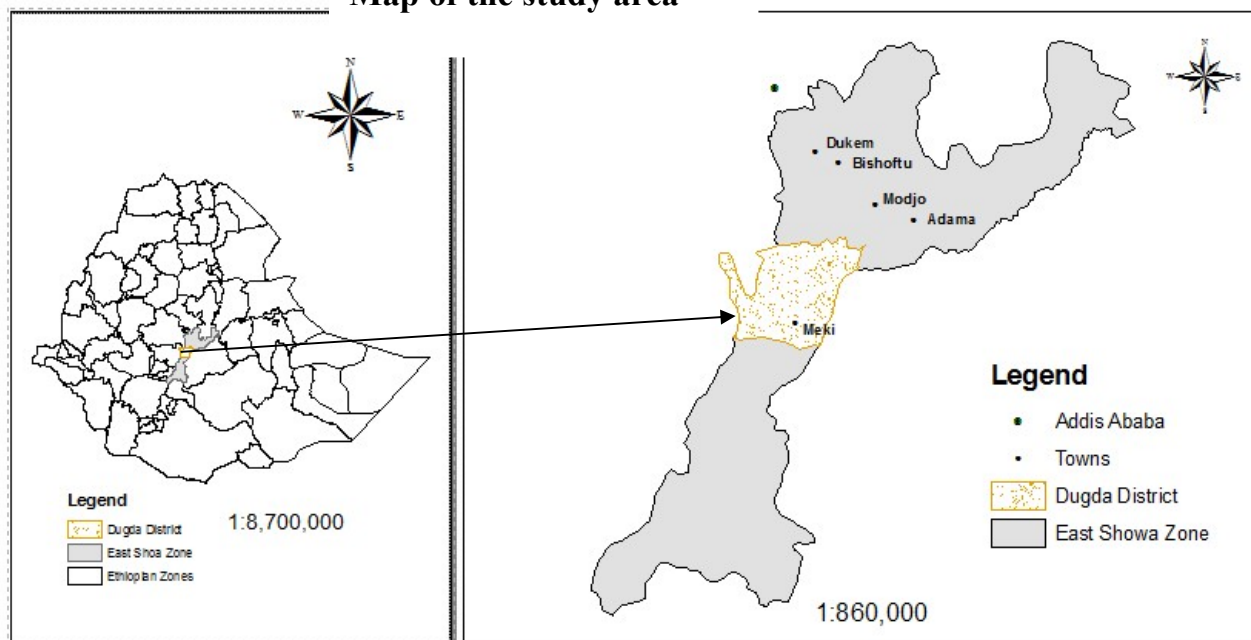 Map of the study area
N
W E
S
Legend
Dugda District
East Shoa Zone
Ethiopian Zones
1:8,700,000
N
W E
S
Dukem
Bishoftu
Modjo
Adama
Meki
Legend
Addis Ababa
Towns
Dugda District
East Showa Zone
1:860,000